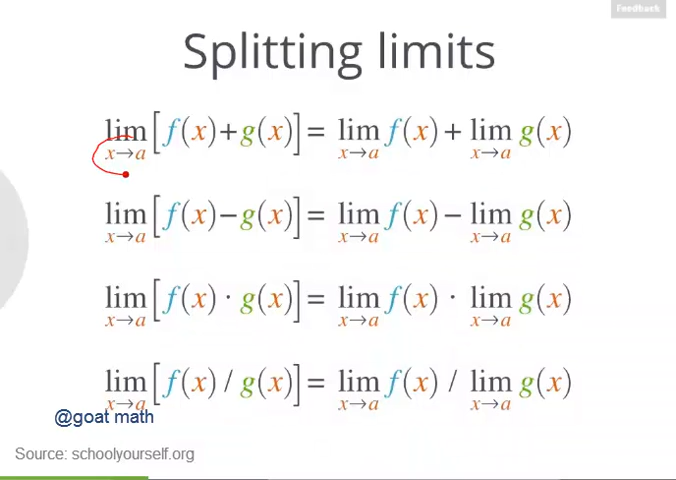 Feedback
Splitting limits
lim x→a [f(x)+g(x)] = lim x→a f(x) + lim x→a g(x)
lim x→a [f(x)−g(x)] = lim x→a f(x) − lim x→a g(x)
lim x→a [f(x) · g(x)] = lim x→a f(x) · lim x→a g(x)
lim x→a [f(x) / g(x)] = lim x→a f(x) / lim x→a g(x)
@goat math
Source: schoolyourself.org